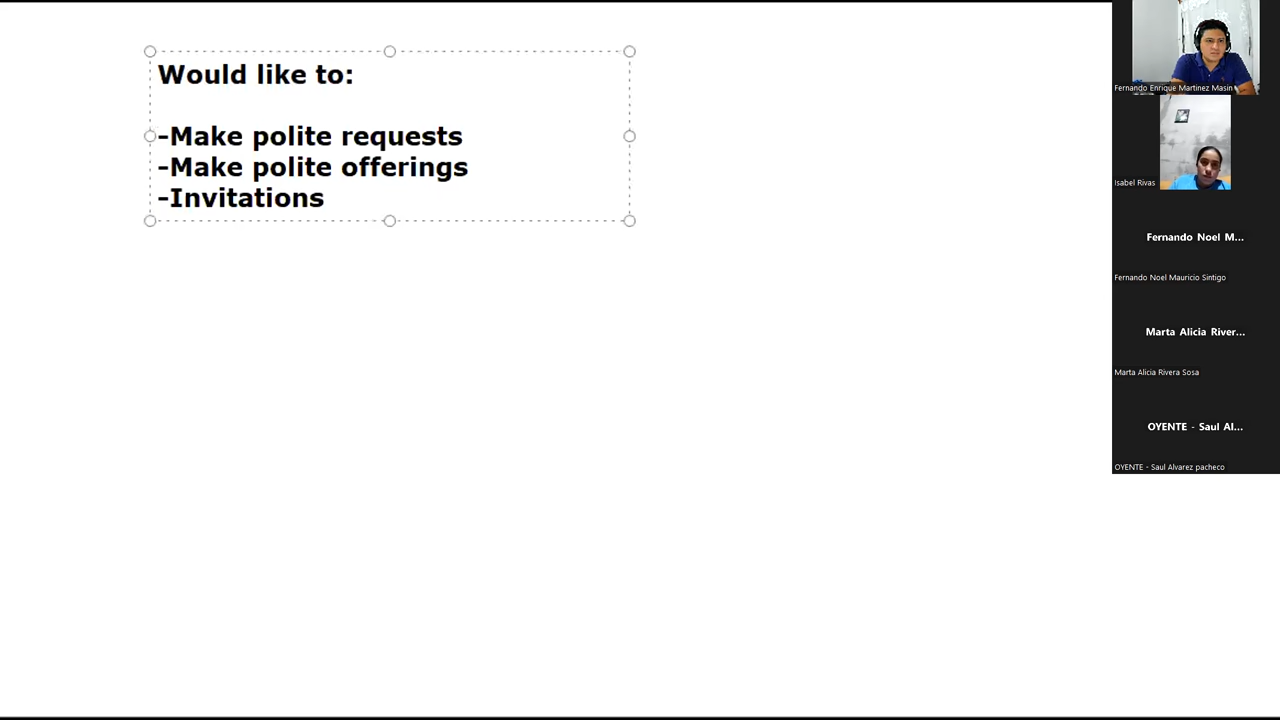 Would like to:
-Make polite requests
-Make polite offerings
-Invitations
Fernando Enrique Martinez Masin
Isabel Rivas
Fernando Noel M...
Fernando Noel Mauricio Sintigo
Marta Alicia River...
Marta Alicia Rivera Sosa
OYENTE - Saul Al...
OYENTE - Saul Alvarez pacheco